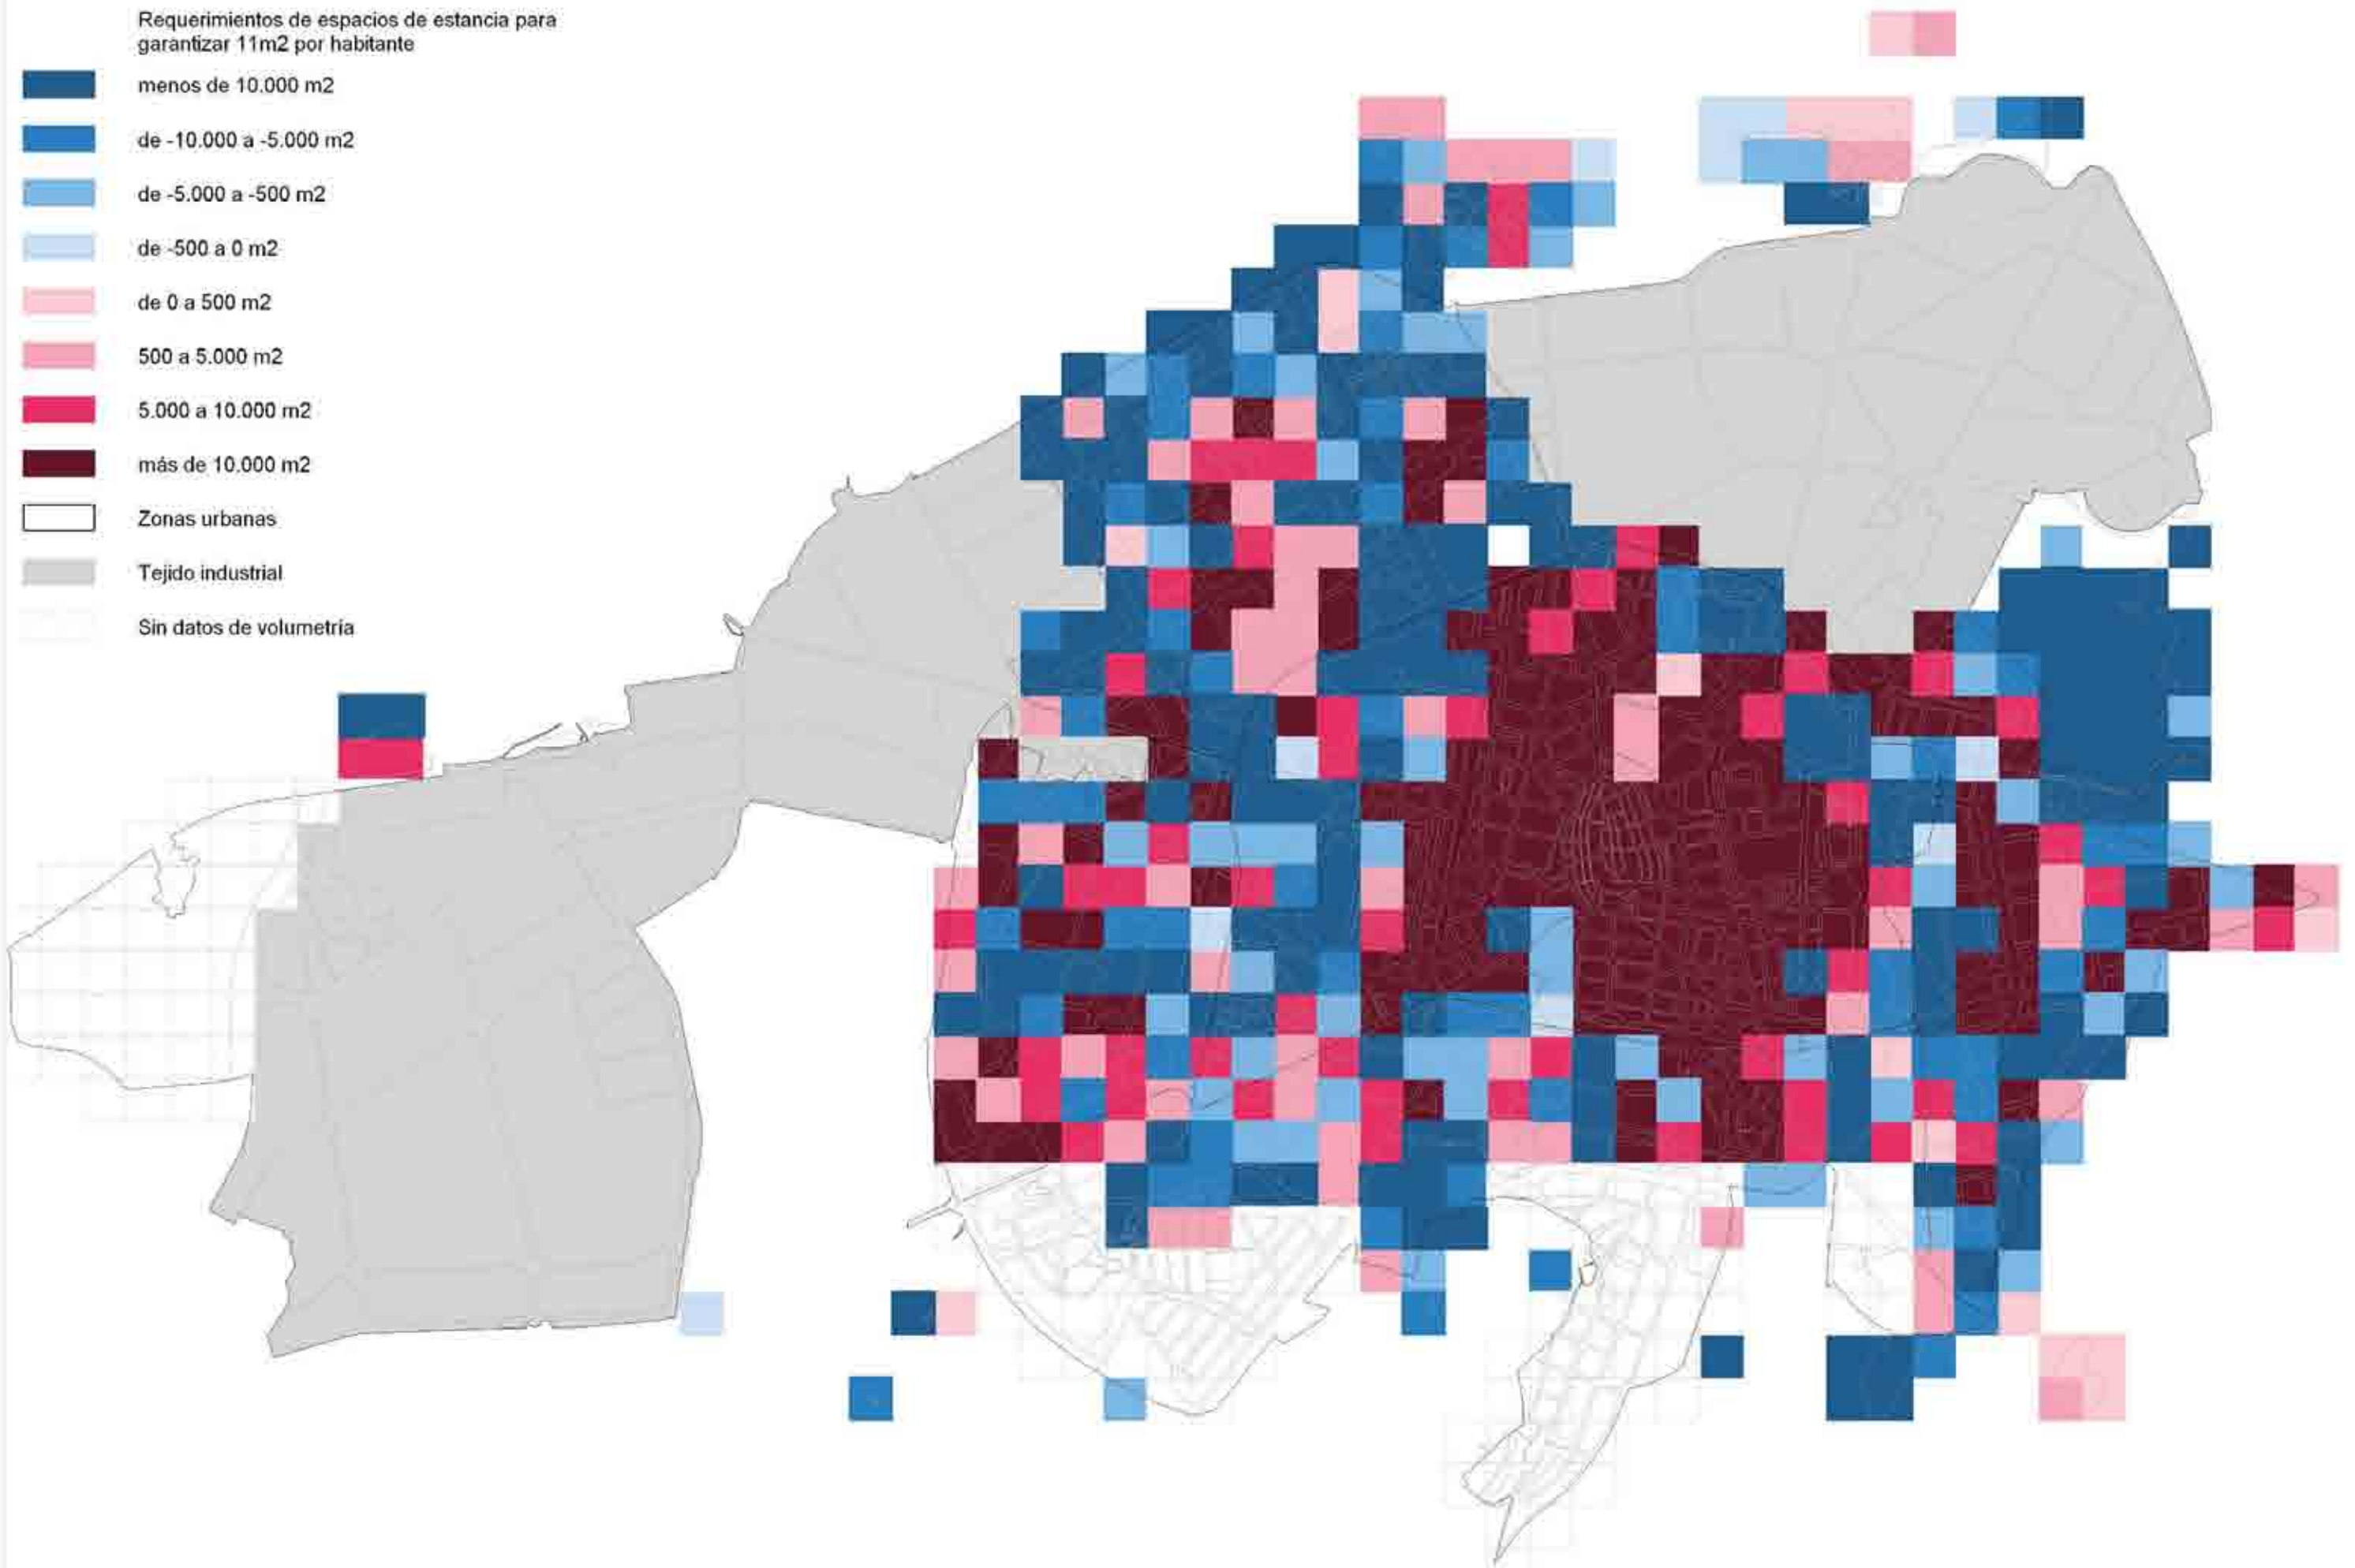 Requerimientos de espacios de estancia para
garantizar 11m2 por habitante
menos de 10.000 m2
de -10.000 a -5.000 m2
de -5.000 a -500 m2
de -500 a 0 m2
de 0 a 500 m2
500 a 5.000 m2
5.000 a 10.000 m2
más de 10.000 m2
Zonas urbanas
Tejido industrial
Sin datos de volumetría